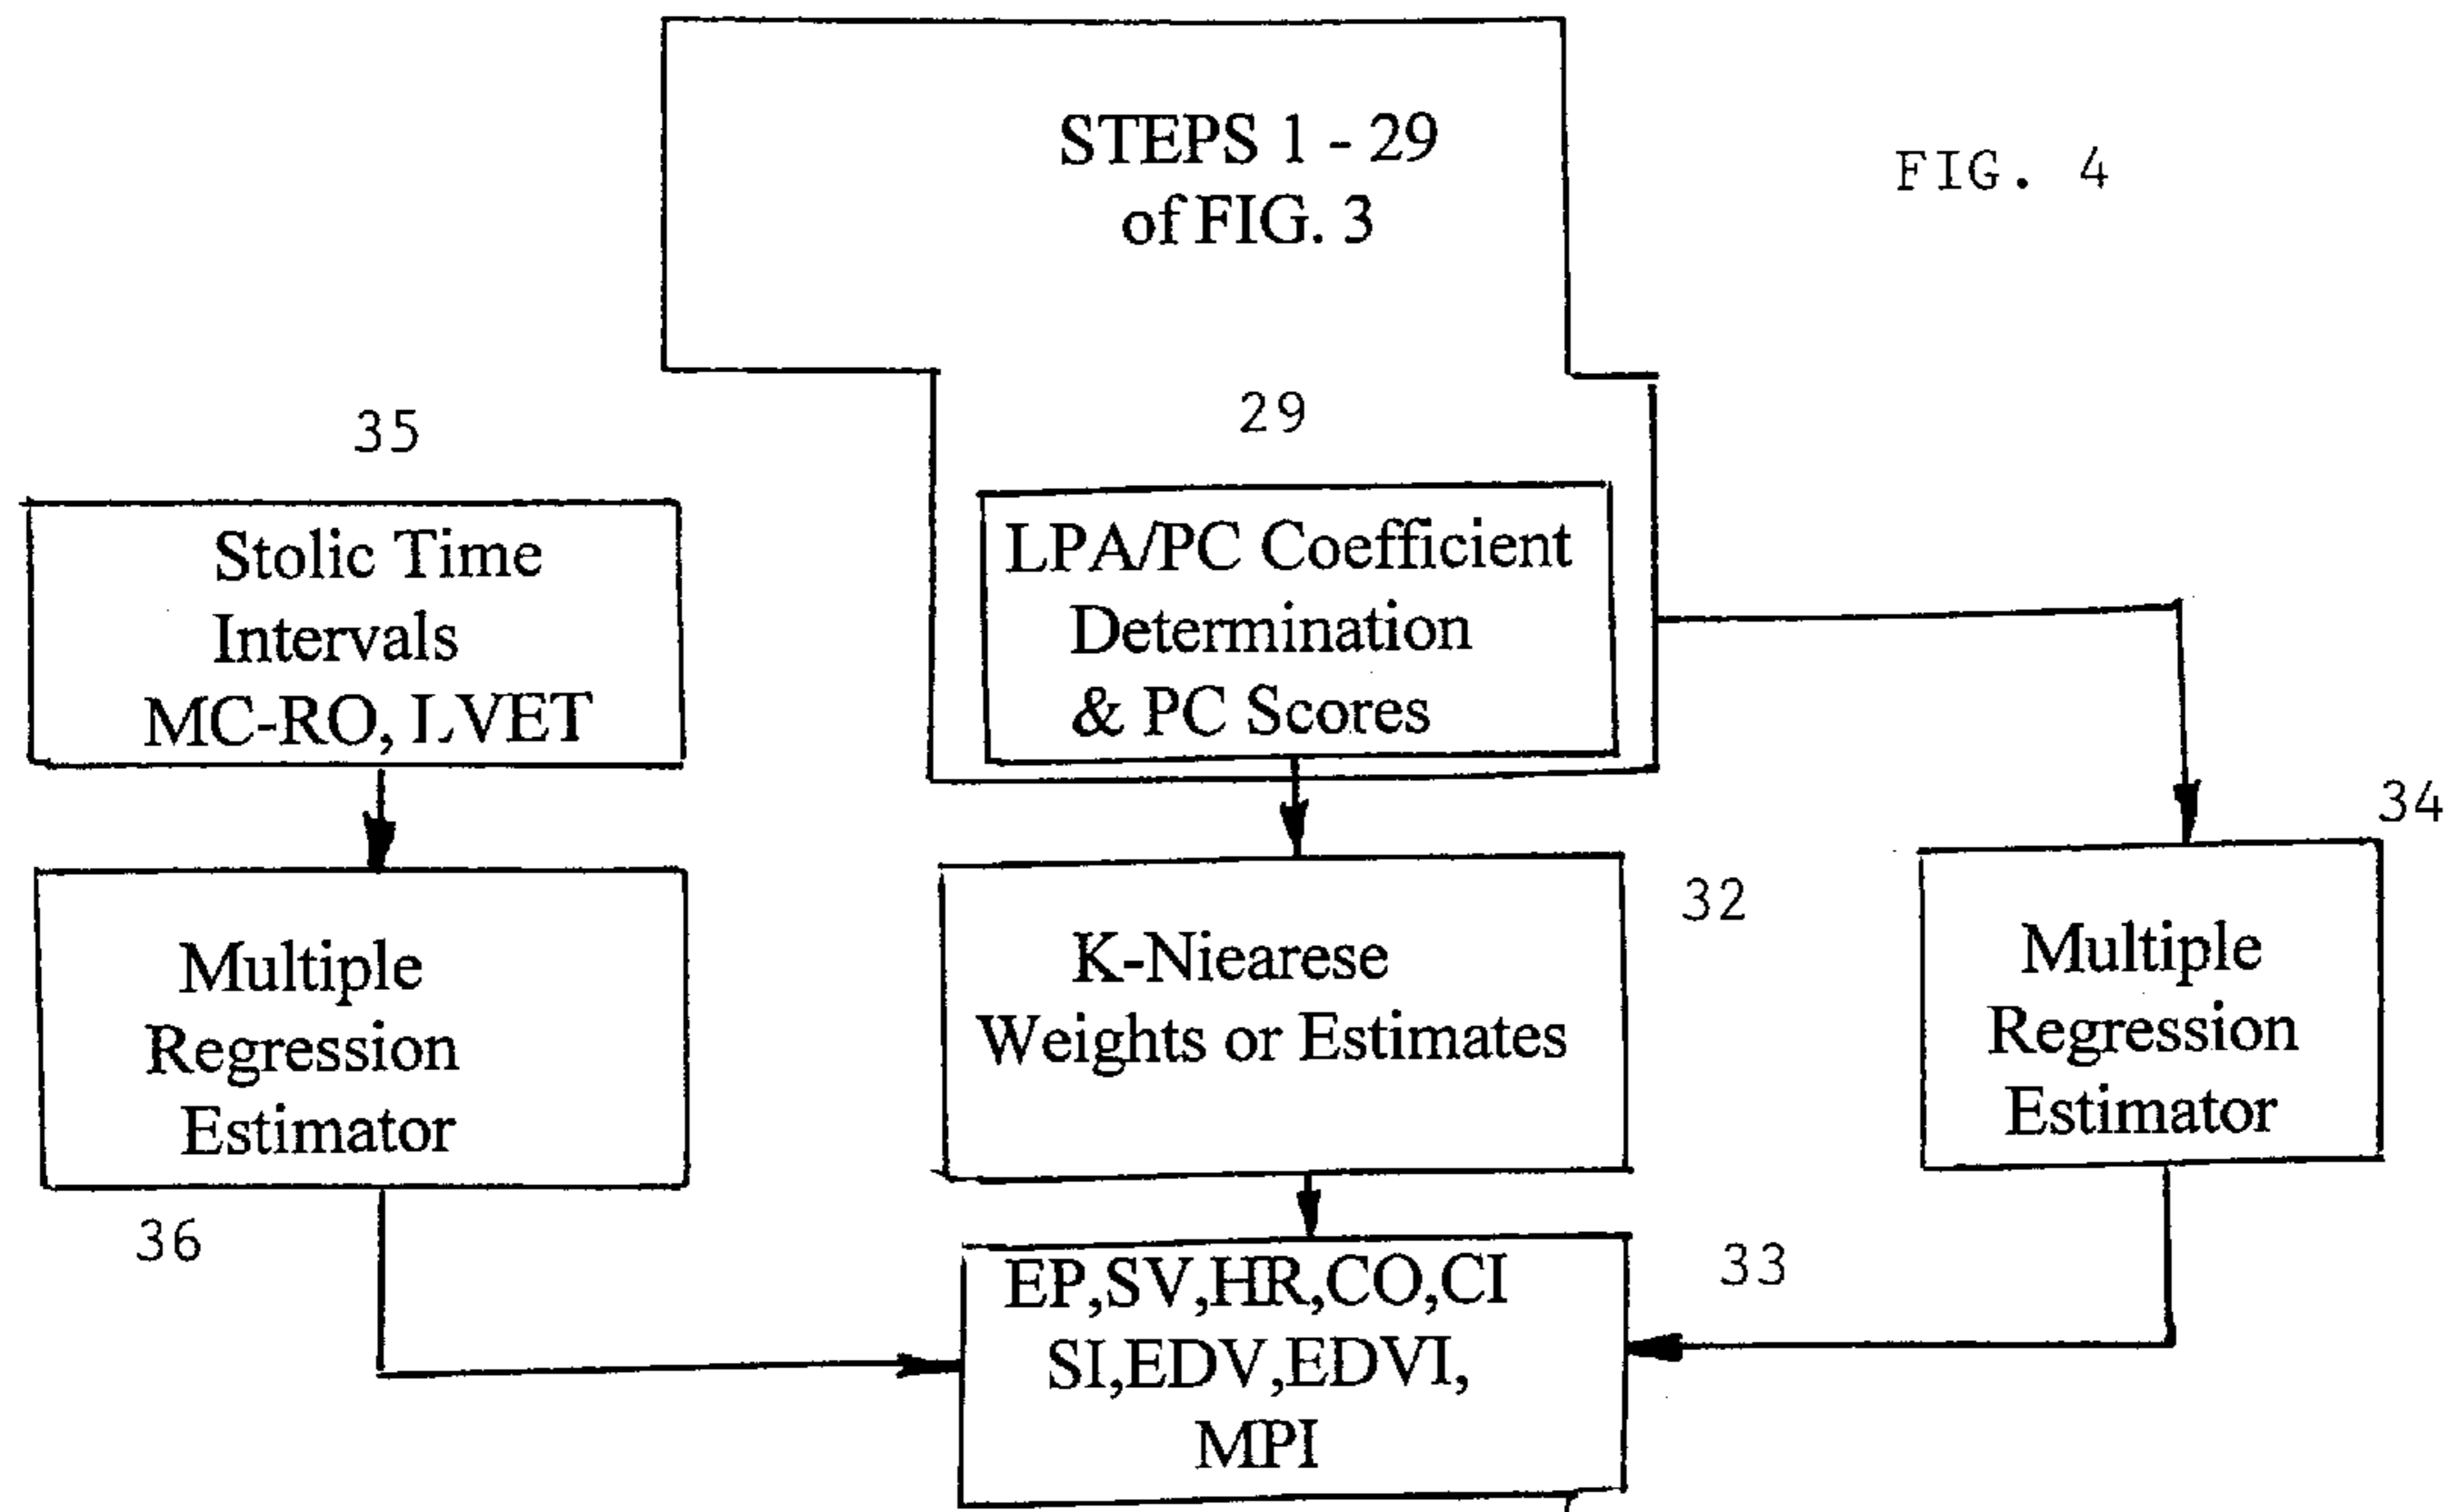 STEPS 1 - 29
of FIG. 3
FIG. 4
35
29
Stolic Time
Intervals
MC-RO, LVET
LPA/PC Coefficient
Determination
& PC Scores
34
32
Multiple
Regression
Estimator
K-Niearese
Weights or Estimates
Multiple
Regression
Estimator
36
33
EP,SV,HR,CO,CI
SI,EDV,EDVI,
MPI